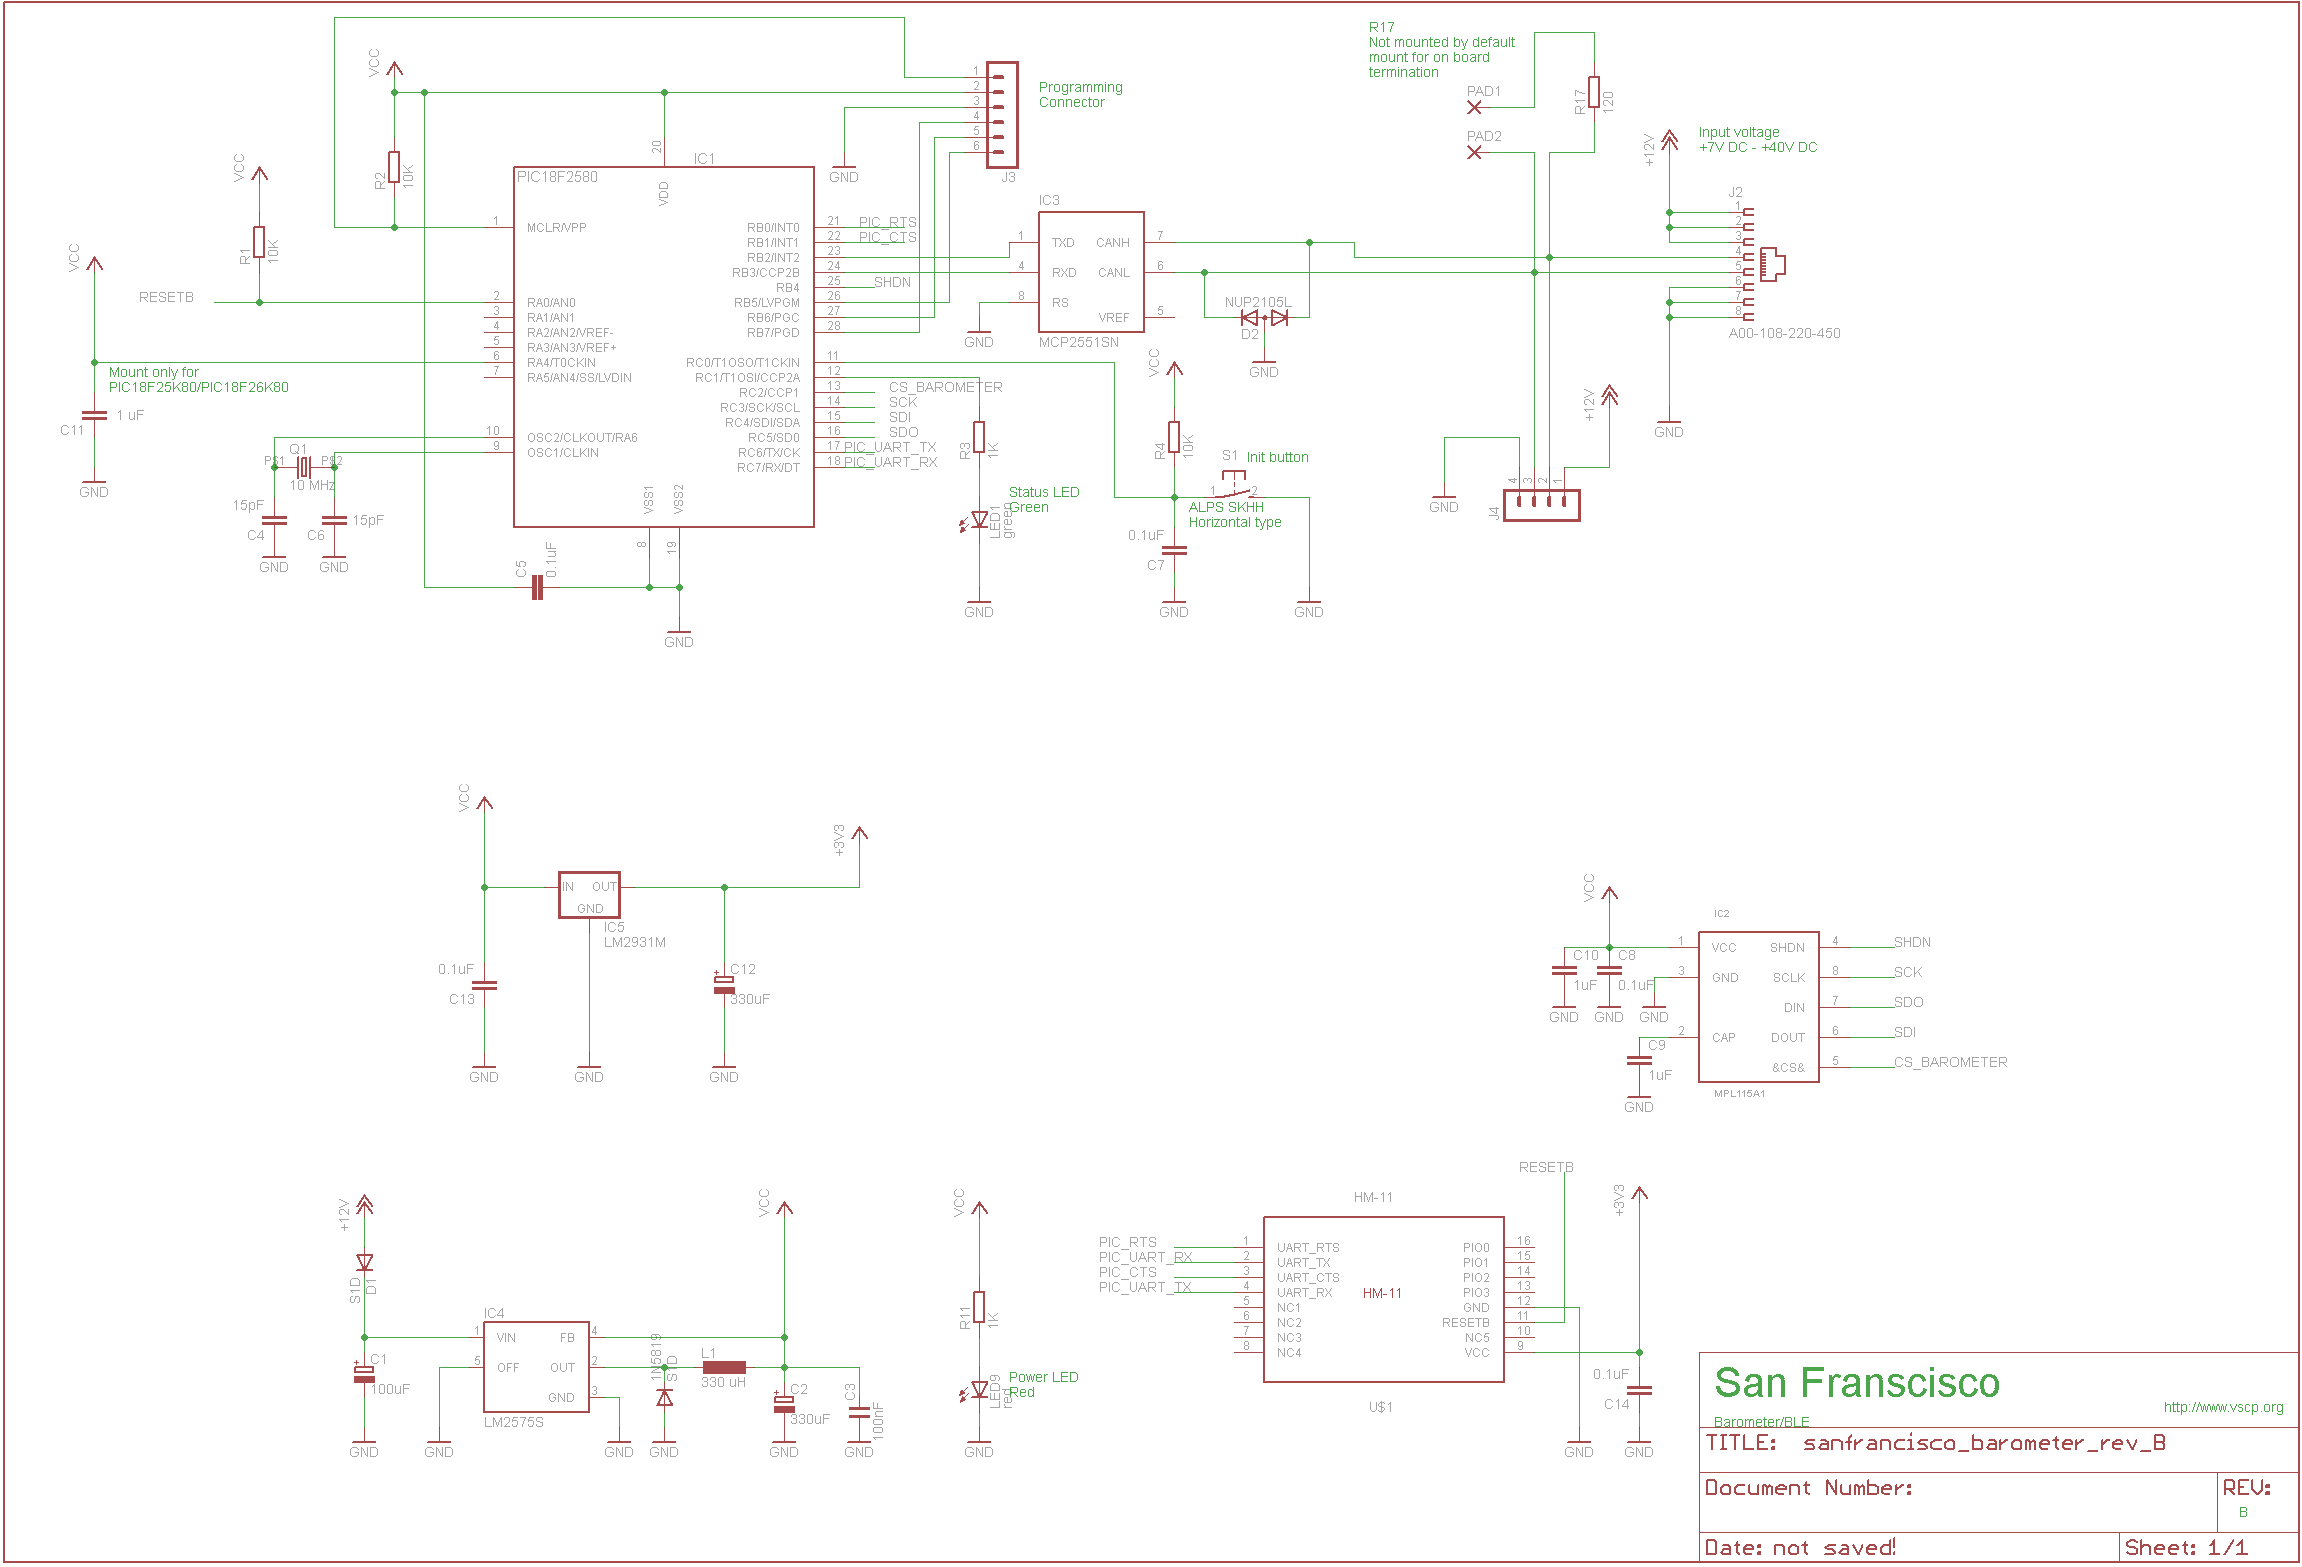 R17
Not mounted by default
mount for on board
termination
VCC
1
2
3
4
5
6
Programming
Connector
J3
GND
PAD1
PAD2
R17
120
+12V
Input voltage
+7V DC - +40V DC
VCC
R2
10K
20
IC1
PIC18F2580
VDD
VCC
R1
10K
RESETB
VCC
Mount only for
PIC18F25K80/PIC18F26K80
C11
1 uF
GND
1
MCLR/VPP
2
RA0/AN0
3
RA1/AN1
4
RA2/AN2/VREF-
5
RA3/AN3/VREF+
6
RA4/T0CKIN
7
RA5/AN4/SS/LVDIN
10
OSC2/CLKOUT/RA6
9
OSC1/CLKIN
RB0/INT0
21
PIC_RTS
RB1/INT1
22
PIC_CTS
RB2/INT2
23
RB3/CCP2B
24
RB4
25
SHDN
RB5/LVPGM
26
RB6/PGC
27
RB7/PGD
28
RC0/T1OSO/T1CKIN
11
RC1/T1OSI/CCP2A
12
RC2/CCP1
13
CS_BAROMETER
RC3/SCK/SCL
14
SCK
RC4/SDI/SDA
15
SDI
RC5/SD0
16
SDO
RC6/TX/CK
17
PIC_UART_TX
RC7/RX/DT
18
PIC_UART_RX
VSS1
VSS2
8
19
Q1
PS1
PS2
10 MHz
15pF
C4
C6
15pF
GND
GND
C5
0.1uF
GND
IC3
1
TXD
CANH
7
4
RXD
CANL
6
8
RS
VREF
5
MCP2551SN
GND
NUP2105L
D2
GND
J2
1
2
3
4
5
6
7
8
A00-108-220-450
GND
R3
1K
Status LED
Green
LED1
green
GND
VCC
R4
10K
S1
Init button
1
2
ALPS SKHH
Horizontal type
0.1uF
C7
GND
GND
+12V
GND
4
3
2
1
J4
VCC
+3V3
IN
OUT
GND
IC5
LM2931M
0.1uF
C13
C12
330uF
+
GND
GND
GND
VCC
IC2
C10
1uF
C8
0.1uF
GND
GND
GND
1
VCC
SHDN
4
SHDN
3
GND
SCLK
8
SCK
DIN
7
SDO
2
CAP
DOUT
6
SDI
&CS&
5
CS_BAROMETER
C9
1uF
GND
MPL115A1
+12V
S1D
D1
IC4
1
VIN
FB
4
5
OFF
OUT
2
GND
3
LM2575S
C1
100uF
+
GND
GND
GND
1N5819
S1D
GND
L1
330 uH
VCC
C2
330uF
+
GND
C3
100nF
GND
VCC
R11
1K
Power LED
Red
LED9
red
GND
HM-11
PIC_RTS
1
UART_RTS
PIC_UART_RX
2
UART_TX
PIC_CTS
3
UART_CTS
PIC_UART_TX
4
UART_RX
5
NC1
6
NC2
7
NC3
8
NC4
HM-11
PIO0
16
PIO1
15
PIO2
14
PIO3
13
GND
12
RESETB
11
NC5
10
VCC
9
U$1
RESETB
+3V3
0.1uF
C14
GND
GND
San Franscisco
http://www.vscp.org
Barometer/BLE
TITLE: sanfrancisco_barometer_rev_B
Document Number:
REV:
B
Date: not saved!
Sheet: 1/1